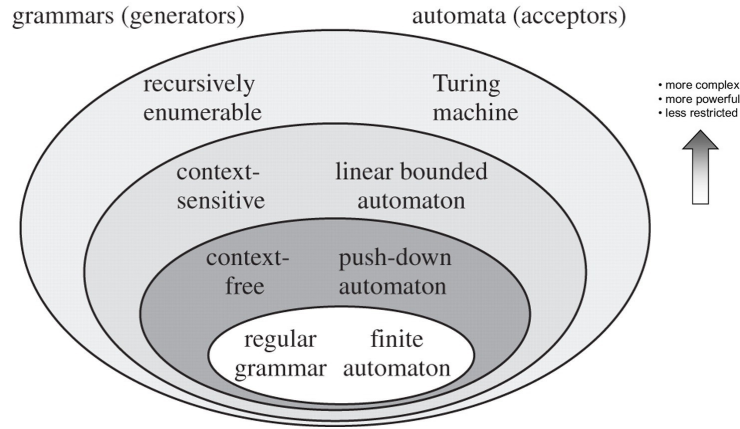 grammars (generators)
automata (acceptors)
recursively
enumerable
Turing
machine
• more complex
• more powerful
• less restricted
context-
sensitive
linear bounded
automaton
context-
free
push-down
automaton
regular
grammar
finite
automaton